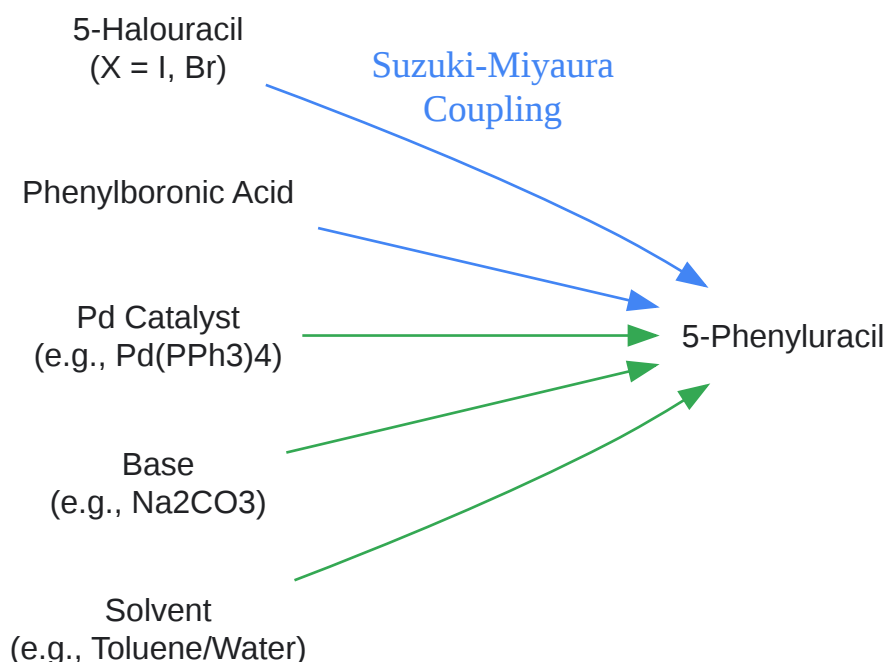 5-Halouracil
(X = I, Br)
Suzuki-Miyaura
Coupling
Phenylboronic Acid
Pd Catalyst
(e.g., Pd(PPh3)4)
5-Phenyluracil
Base
(e.g., Na2CO3)
Solvent
(e.g., Toluene/Water)